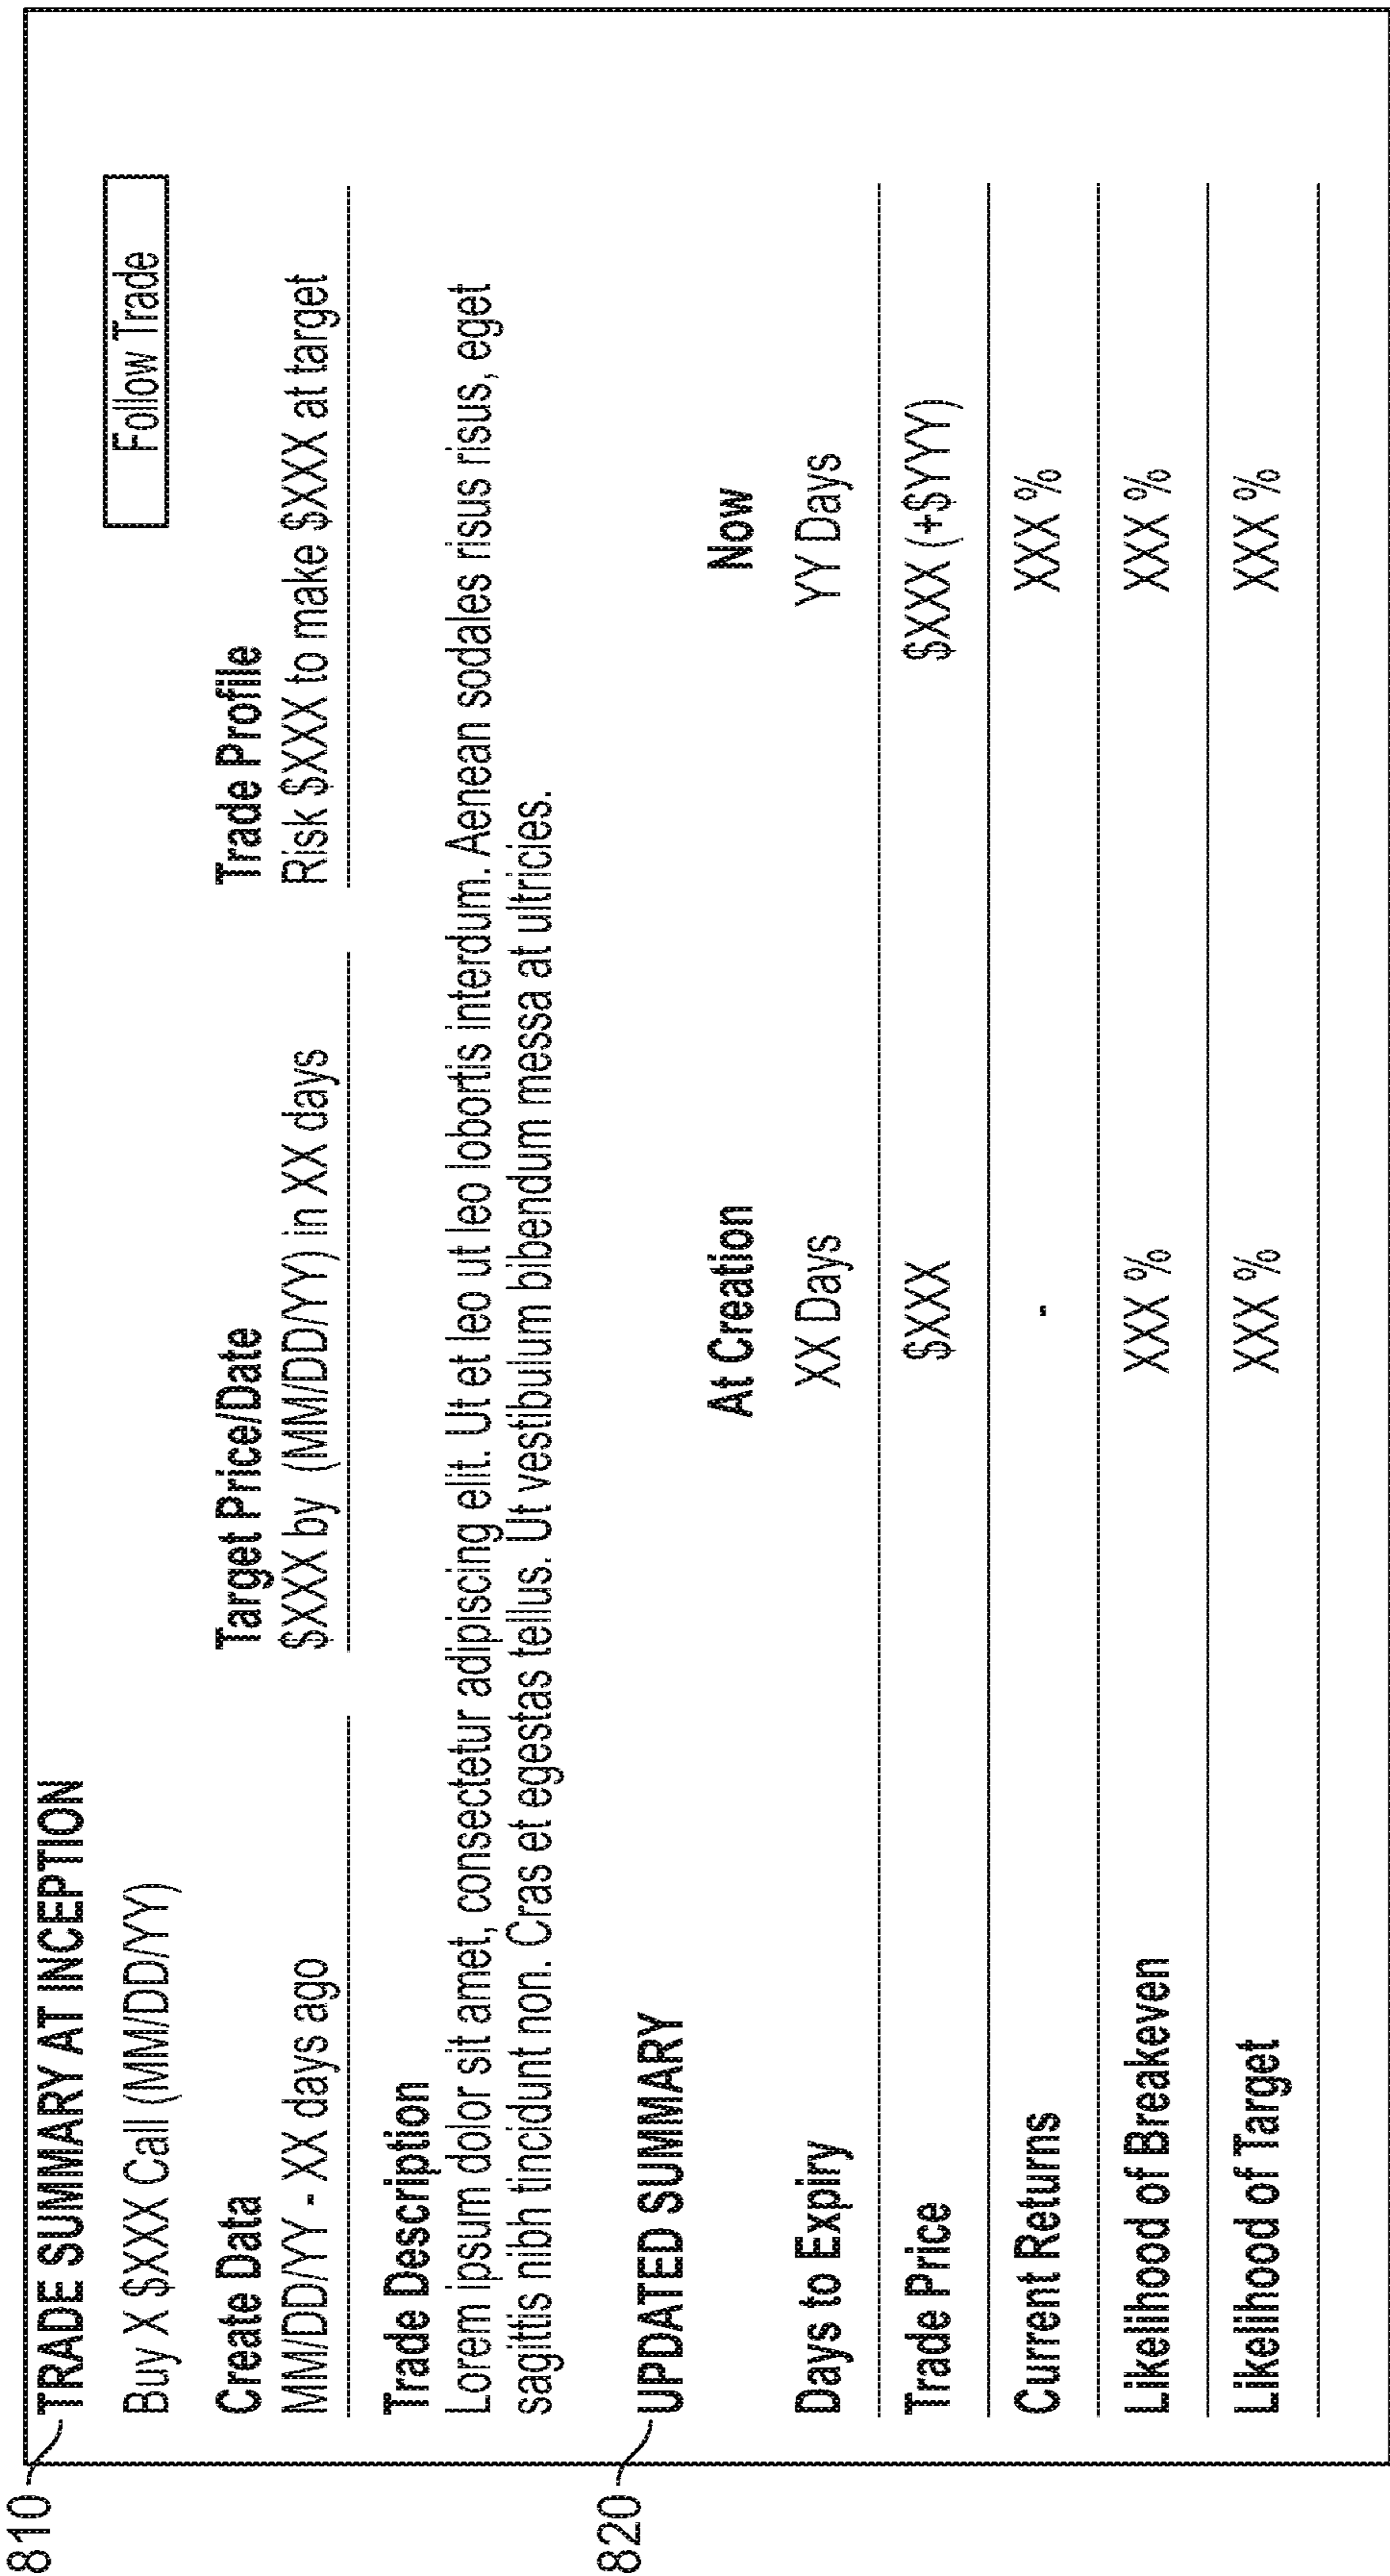 810
TRADE SUMMARY AT INCEPTION
Buy X $XXX Call (MM/DD/YY)
Follow Trade
Create Data
Target Price/Date
Trade Profile
MM/DD/YY - XX days ago
$XXX by (MM/DD/YY) in XX days
Risk $XXX to make $XXX at target
Trade Description
Lorem ipsum dolor sit amet, consectetur adipiscing elit. Ut et leo ut leo lobortis interdum. Aenean sodales risus risus, eget
sagittis nibh tincidunt non. Cras et egestas tellus. Ut vestibulum bibendum messa at ultricies.
820
UPDATED SUMMARY
At Creation Now
Days to Expiry XX Days YY Days
Trade Price $XXX $XXX (+$YYY)
Current Returns - XXX %
Likelihood of Breakeven XXX % XXX %
Likelihood of Target XXX % XXX %